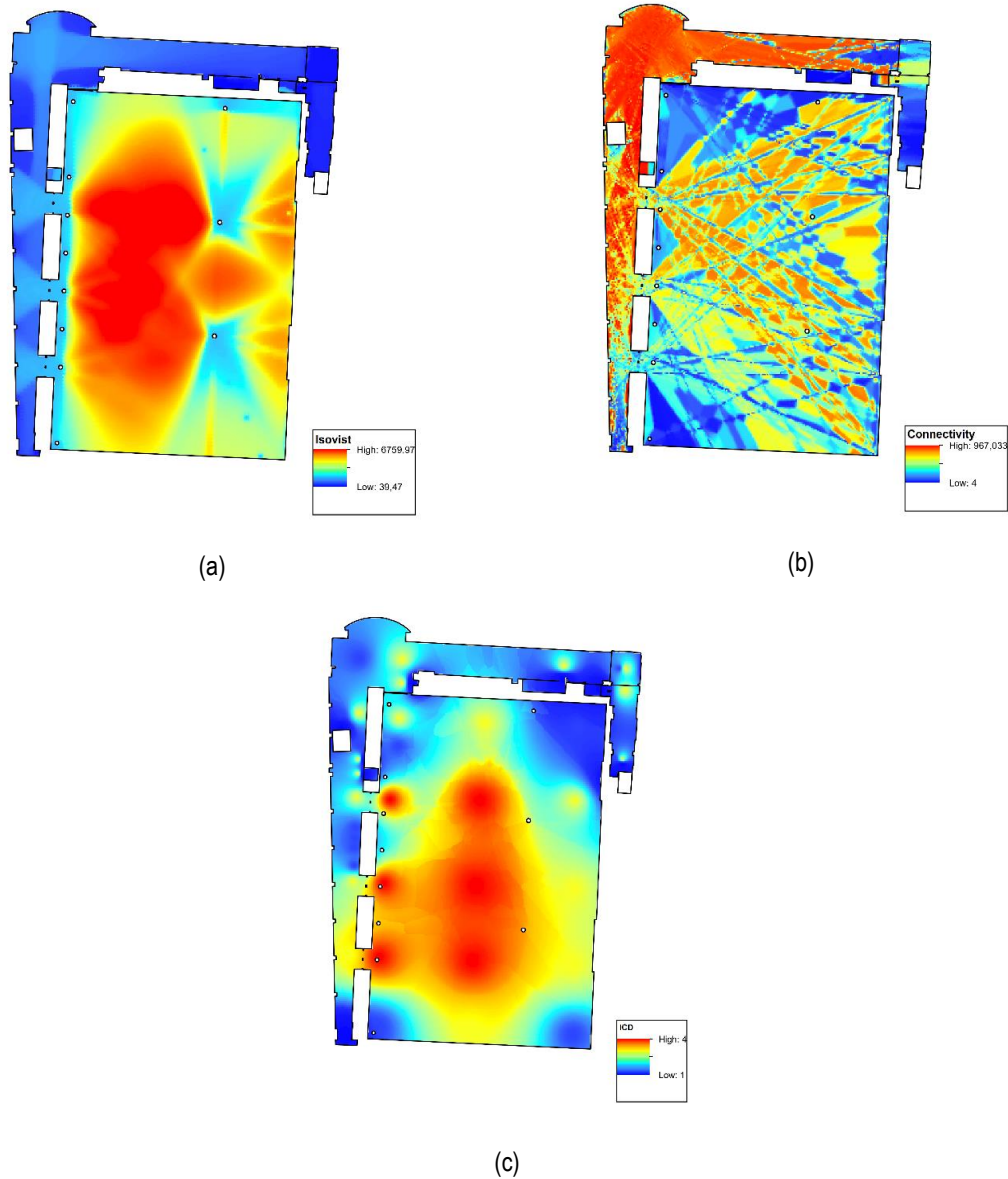 Isovist
High: 6759.97
Low: 39,47
(a)
Connectivity
High: 967,033
Low: 4
(b)
ICD
High: 4
Low: 1
(c)